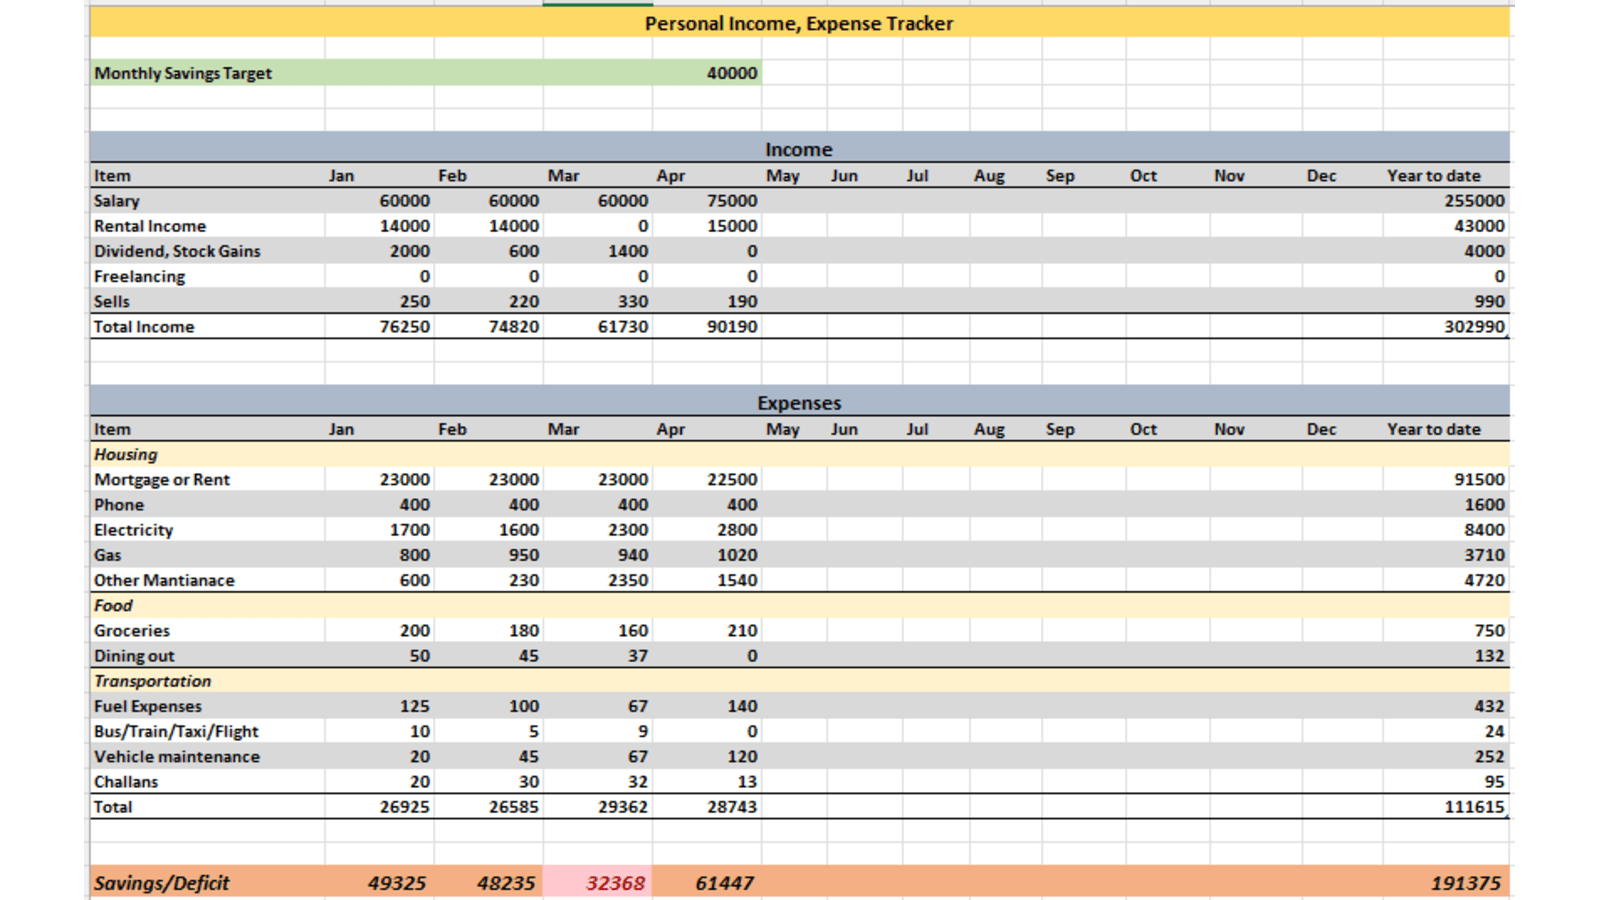 Personal Income, Expense Tracker
Monthly Savings Target 40000
Income
Item Jan Feb Mar Apr May Jun Jul Aug Sep Oct Nov Dec Year to date
Salary 60000 60000 60000 75000 255000
Rental Income 14000 14000 0 15000 43000
Dividend, Stock Gains 2000 600 1400 0 4000
Freelancing 0 0 0 0 0
Sells 250 220 330 190 990
Total Income 76250 74820 61730 90190 302990
Expenses
Item Jan Feb Mar Apr May Jun Jul Aug Sep Oct Nov Dec Year to date
Housing
Mortgage or Rent 23000 23000 23000 22500 91500
Phone 400 400 400 400 1600
Electricity 1700 1600 2300 2800 8400
Gas 800 950 940 1020 3710
Other Mantianace 600 230 2350 1540 4720
Food
Groceries 200 180 160 210 750
Dining out 50 45 37 0 132
Transportation
Fuel Expenses 125 100 67 140 432
Bus/Train/Taxi/Flight 10 5 9 0 24
Vehicle maintenance 20 45 67 120 252
Challans 20 30 32 13 95
Total 26925 26585 29362 28743 111615
Savings/Deficit 49325 48235 32368 61447 191375